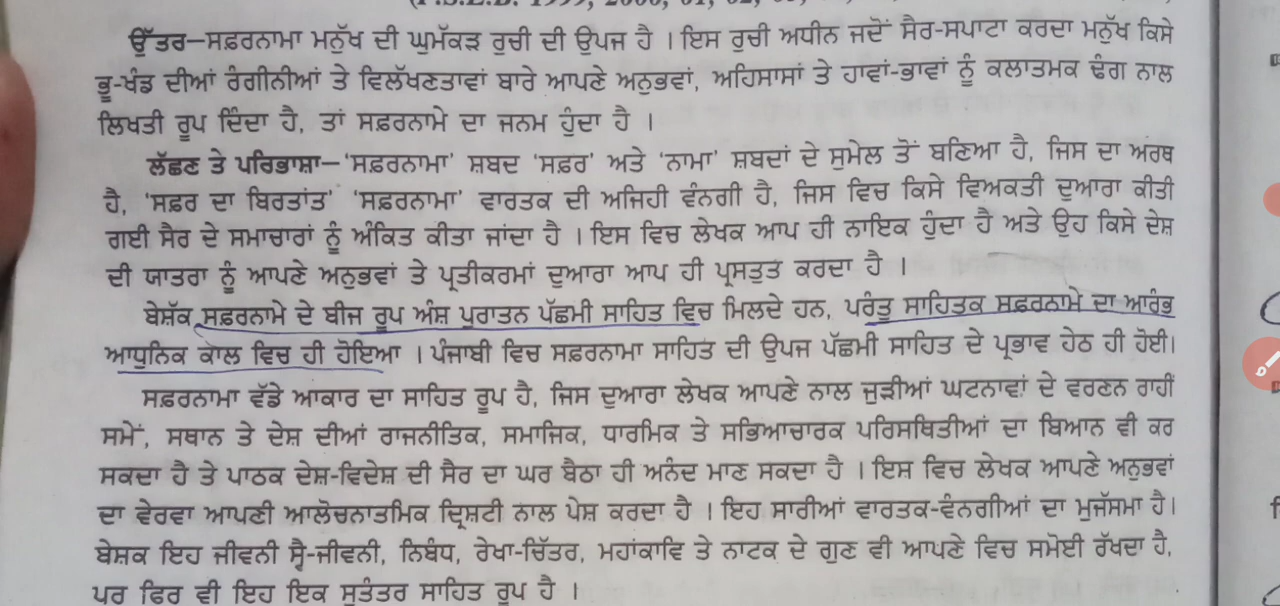 ਉੱਤਰ—ਸਫ਼ਰਨਾਮਾ ਮਨੁੱਖ ਦੀ ਘੁਮੱਕੜ ਰੁਚੀ ਦੀ ਉਪਜ ਹੈ । ਇਸ ਰੁਚੀ ਅਧੀਨ ਜਦੋਂ ਸੈਰ-ਸਪਾਟਾ ਕਰਦਾ ਮਨੁੱਖ ਕਿਸੇ
ਭੂ-ਖੰਡ ਦੀਆਂ ਰੰਗੀਨੀਆਂ ਤੇ ਵਿਲੱਖਣਤਾਵਾਂ ਬਾਰੇ ਆਪਣੇ ਅਨੁਭਵਾਂ, ਅਹਿਸਾਸਾਂ ਤੇ ਹਾਵਾਂ-ਭਾਵਾਂ ਨੂੰ ਕਲਾਤਮਕ ਢੰਗ ਨਾਲ
ਲਿਖਤੀ ਰੂਪ ਦਿੰਦਾ ਹੈ, ਤਾਂ ਸਫ਼ਰਨਾਮੇ ਦਾ ਜਨਮ ਹੁੰਦਾ ਹੈ ।
ਲੱਛਣ ਤੇ ਪਰਿਭਾਸ਼ਾ—'ਸਫ਼ਰਨਾਮਾ' ਸ਼ਬਦ 'ਸਫ਼ਰ' ਅਤੇ 'ਨਾਮਾ' ਸ਼ਬਦਾਂ ਦੇ ਸੁਮੇਲ ਤੋਂ ਬਣਿਆ ਹੈ, ਜਿਸ ਦਾ ਅਰਥ
ਹੈ, 'ਸਫ਼ਰ ਦਾ ਬਿਰਤਾਂਤ' 'ਸਫ਼ਰਨਾਮਾ' ਵਾਰਤਕ ਦੀ ਅਜਿਹੀ ਵੰਨਗੀ ਹੈ, ਜਿਸ ਵਿਚ ਕਿਸੇ ਵਿਅਕਤੀ ਦੁਆਰਾ ਕੀਤੀ
ਗਈ ਸੈਰ ਦੇ ਸਮਾਚਾਰਾਂ ਨੂੰ ਅੰਕਿਤ ਕੀਤਾ ਜਾਂਦਾ ਹੈ । ਇਸ ਵਿਚ ਲੇਖਕ ਆਪ ਹੀ ਨਾਇਕ ਹੁੰਦਾ ਹੈ ਅਤੇ ਉਹ ਕਿਸੇ ਦੇਸ਼
ਦੀ ਯਾਤਰਾ ਨੂੰ ਆਪਣੇ ਅਨੁਭਵਾਂ ਤੇ ਪ੍ਰਤੀਕਰਮਾਂ ਦੁਆਰਾ ਆਪ ਹੀ ਪ੍ਰਸਤੁਤ ਕਰਦਾ ਹੈ ।
ਬੇਸ਼ੱਕ ਸਫ਼ਰਨਾਮੇ ਦੇ ਬੀਜ ਰੂਪ ਅੰਸ਼ ਪੁਰਾਤਨ ਪੱਛਮੀ ਸਾਹਿਤ ਵਿਚ ਮਿਲਦੇ ਹਨ, ਪਰੰਤੂ ਸਾਹਿਤਕ ਸਫ਼ਰਨਾਮੇ ਦਾ ਆਰੰਭ
ਆਧੁਨਿਕ ਕਾਲ ਵਿਚ ਹੀ ਹੋਇਆ । ਪੰਜਾਬੀ ਵਿਚ ਸਫ਼ਰਨਾਮਾ ਸਾਹਿਤ ਦੀ ਉਪਜ ਪੱਛਮੀ ਸਾਹਿਤ ਦੇ ਪ੍ਰਭਾਵ ਹੇਠ ਹੀ ਹੋਈ।
ਸਫ਼ਰਨਾਮਾ ਵੱਡੇ ਆਕਾਰ ਦਾ ਸਾਹਿਤ ਰੂਪ ਹੈ, ਜਿਸ ਦੁਆਰਾ ਲੇਖਕ ਆਪਣੇ ਨਾਲ ਜੁੜੀਆਂ ਘਟਨਾਵਾਂ ਦੇ ਵਰਣਨ ਰਾਹੀਂ
ਸਮੇਂ, ਸਥਾਨ ਤੇ ਦੇਸ਼ ਦੀਆਂ ਰਾਜਨੀਤਿਕ, ਸਮਾਜਿਕ, ਧਾਰਮਿਕ ਤੇ ਸਭਿਆਚਾਰਕ ਪਰਿਸਥਿਤੀਆਂ ਦਾ ਬਿਆਨ ਵੀ ਕਰ
ਸਕਦਾ ਹੈ ਤੇ ਪਾਠਕ ਦੇਸ਼-ਵਿਦੇਸ਼ ਦੀ ਸੈਰ ਦਾ ਘਰ ਬੈਠਾ ਹੀ ਅਨੰਦ ਮਾਣ ਸਕਦਾ ਹੈ । ਇਸ ਵਿਚ ਲੇਖਕ ਆਪਣੇ ਅਨੁਭਵਾਂ
ਦਾ ਵੇਰਵਾ ਆਪਣੀ ਆਲੋਚਨਾਤਮਿਕ ਦ੍ਰਿਸ਼ਟੀ ਨਾਲ ਪੇਸ਼ ਕਰਦਾ ਹੈ । ਇਹ ਸਾਰੀਆਂ ਵਾਰਤਕ-ਵੰਨਗੀਆਂ ਦਾ ਮੁਜੱਸਮਾ ਹੈ।
ਬੇਸ਼ਕ ਇਹ ਜੀਵਨੀ ਸ੍ਵੈ-ਜੀਵਨੀ, ਨਿਬੰਧ, ਰੇਖਾ-ਚਿੱਤਰ, ਮਹਾਂਕਾਵਿ ਤੇ ਨਾਟਕ ਦੇ ਗੁਣ ਵੀ ਆਪਣੇ ਵਿਚ ਸਮੋਈ ਰੱਖਦਾ ਹੈ,
ਪਰ ਫਿਰ ਵੀ ਇਹ ਇਕ ਸੁਤੰਤਰ ਸਾਹਿਤ ਰੂਪ ਹੈ ।